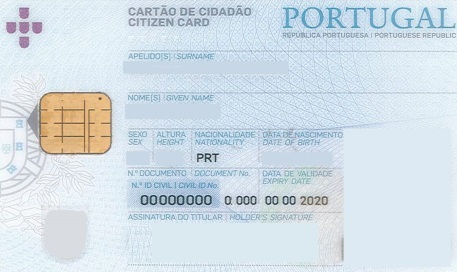 CARTÃO DE CIDADÃO
CITIZEN CARD
PORTUGAL
REPÚBLICA PORTUGUESA | PORTUGUESE REPUBLIC
APELIDO(S) | SURNAME
NOME(S) | GIVEN NAME
SEXO ALTURA NACIONALIDADE DATA DE NASCIMENTO
SEX HEIGHT NATIONALITY DATE OF BIRTH
PRT
N.º DOCUMENTO | DOCUMENT No. DATA DE VALIDADE
N.º ID CIVIL | CIVIL ID No. EXPIRY DATE
00000000 0 000 00 00 2020
ASSINATURA DO TITULAR | HOLDER'S SIGNATURE